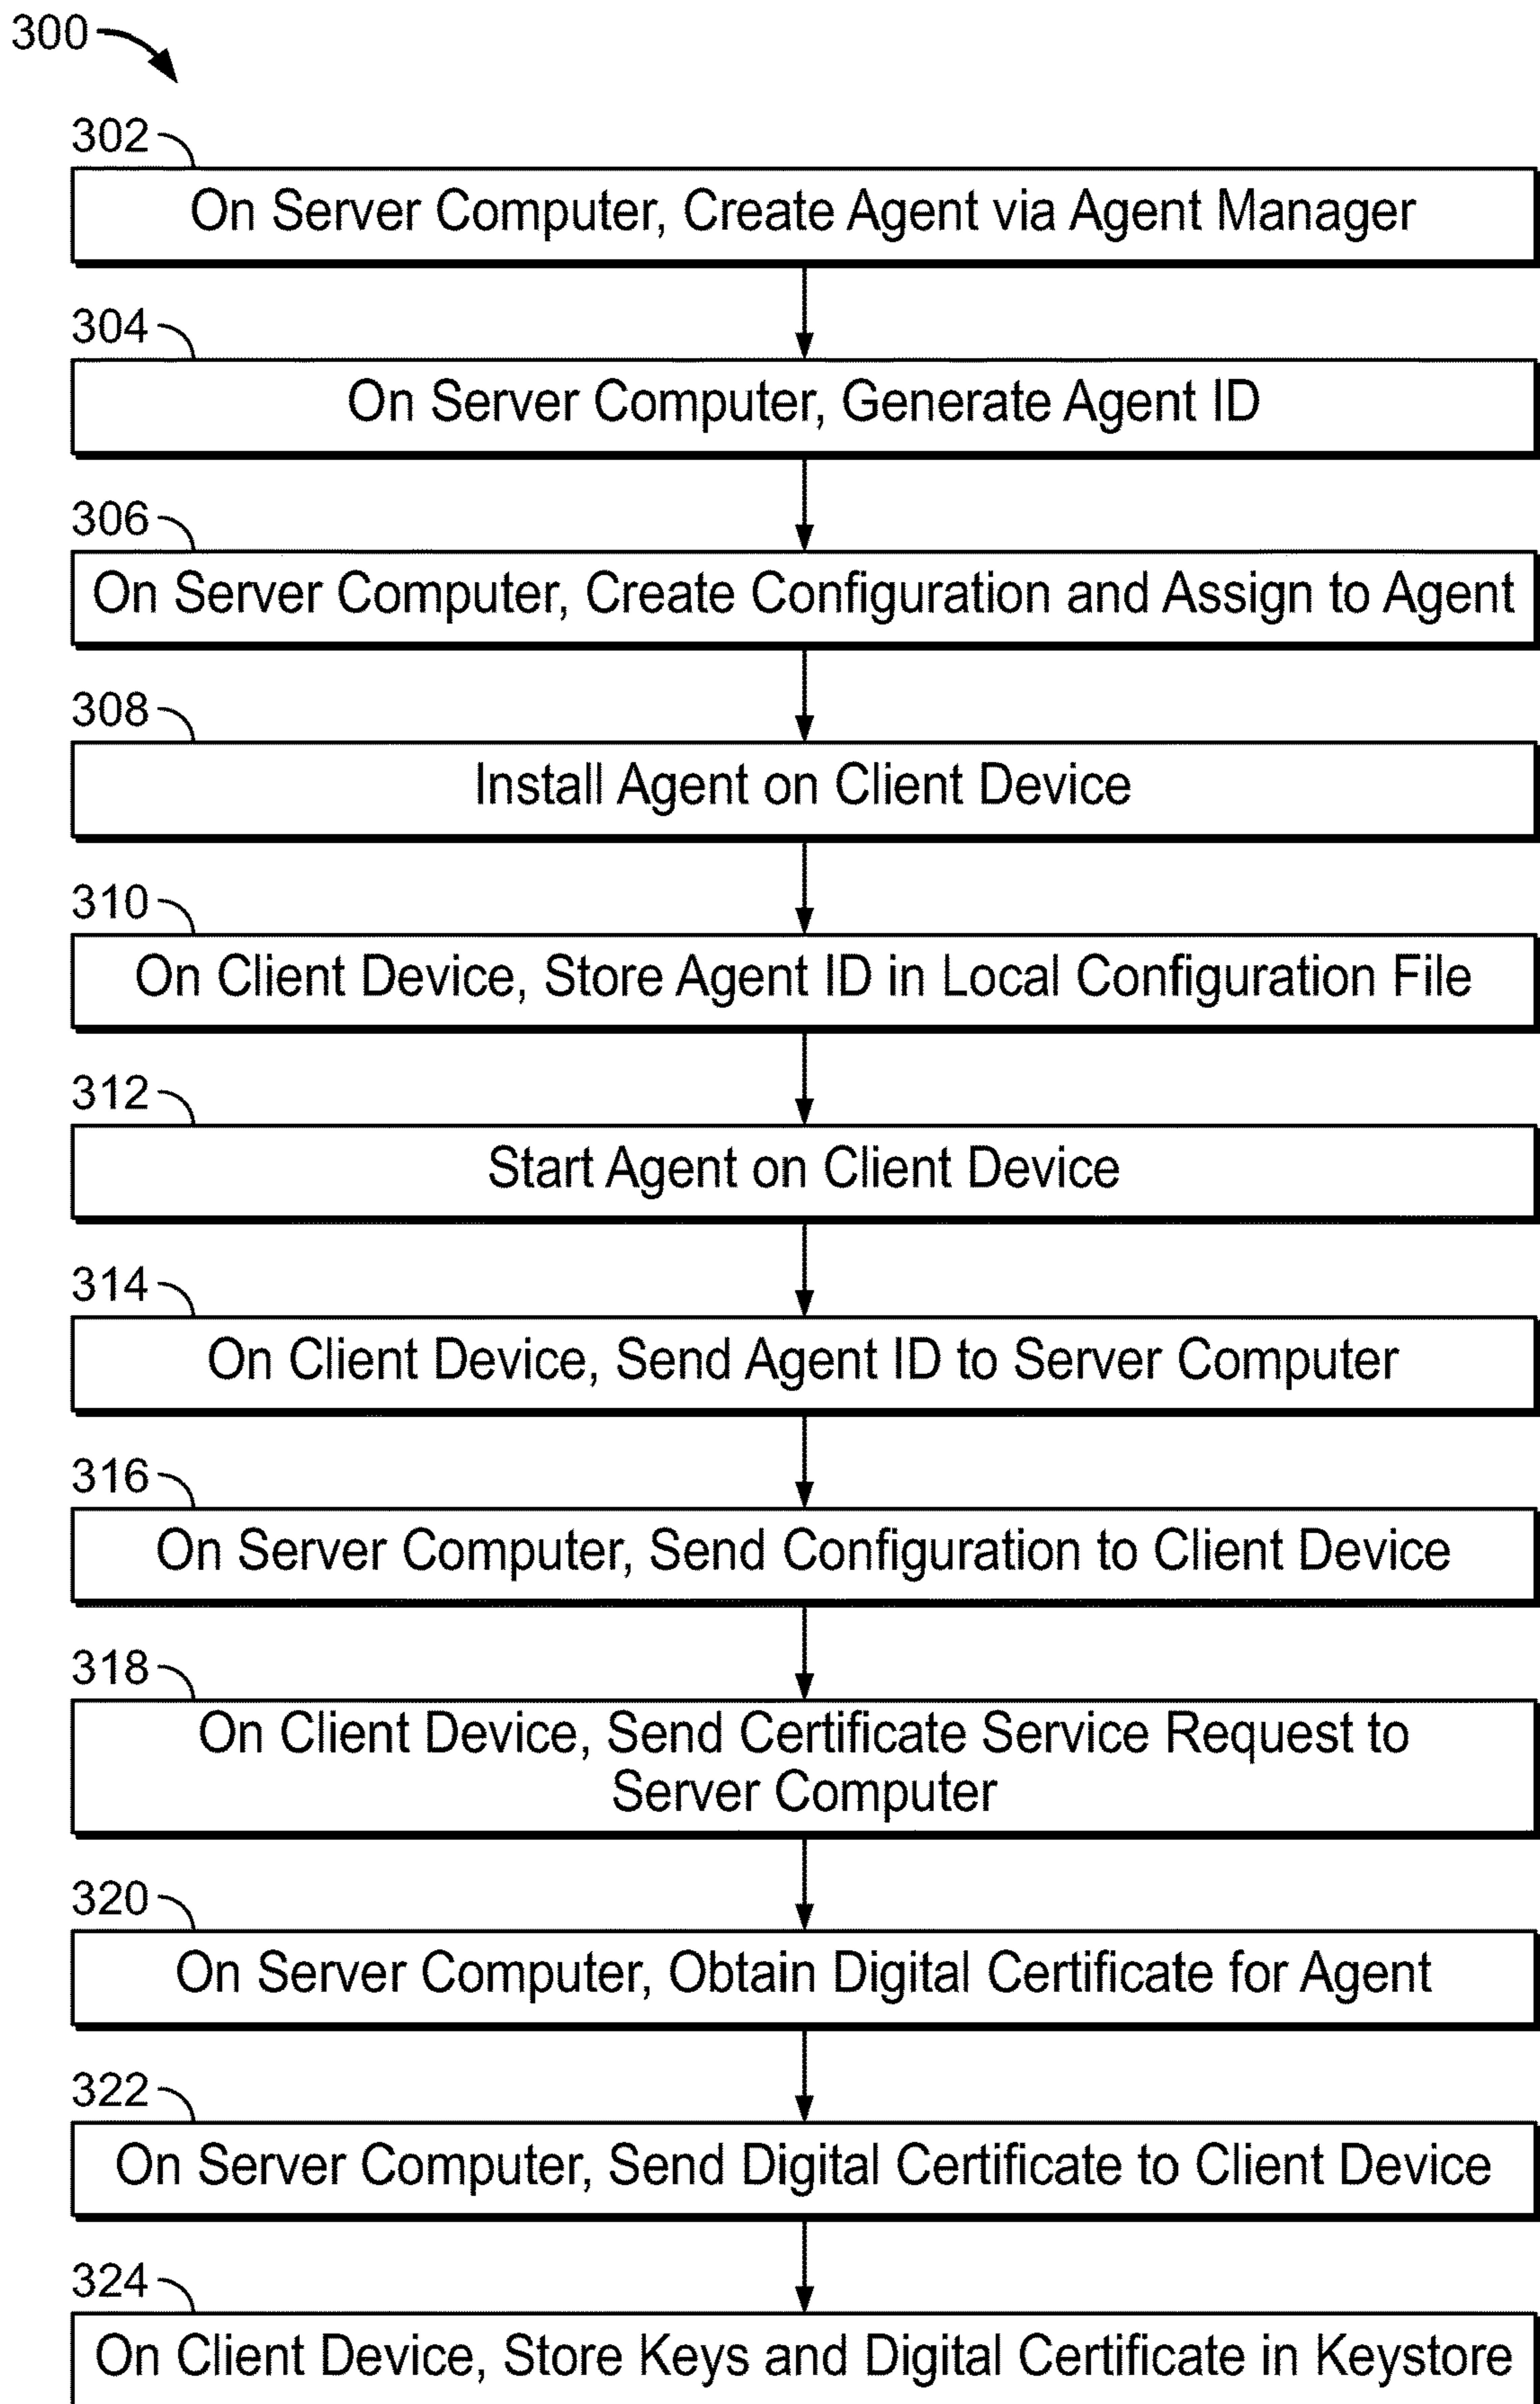 300
302
On Server Computer, Create Agent via Agent Manager
304
On Server Computer, Generate Agent ID
306
On Server Computer, Create Configuration and Assign to Agent
308
Install Agent on Client Device
310
On Client Device, Store Agent ID in Local Configuration File
312
Start Agent on Client Device
314
On Client Device, Send Agent ID to Server Computer
316
On Server Computer, Send Configuration to Client Device
318
On Client Device, Send Certificate Service Request to
Server Computer
320
On Server Computer, Obtain Digital Certificate for Agent
322
On Server Computer, Send Digital Certificate to Client Device
324
On Client Device, Store Keys and Digital Certificate in Keystore